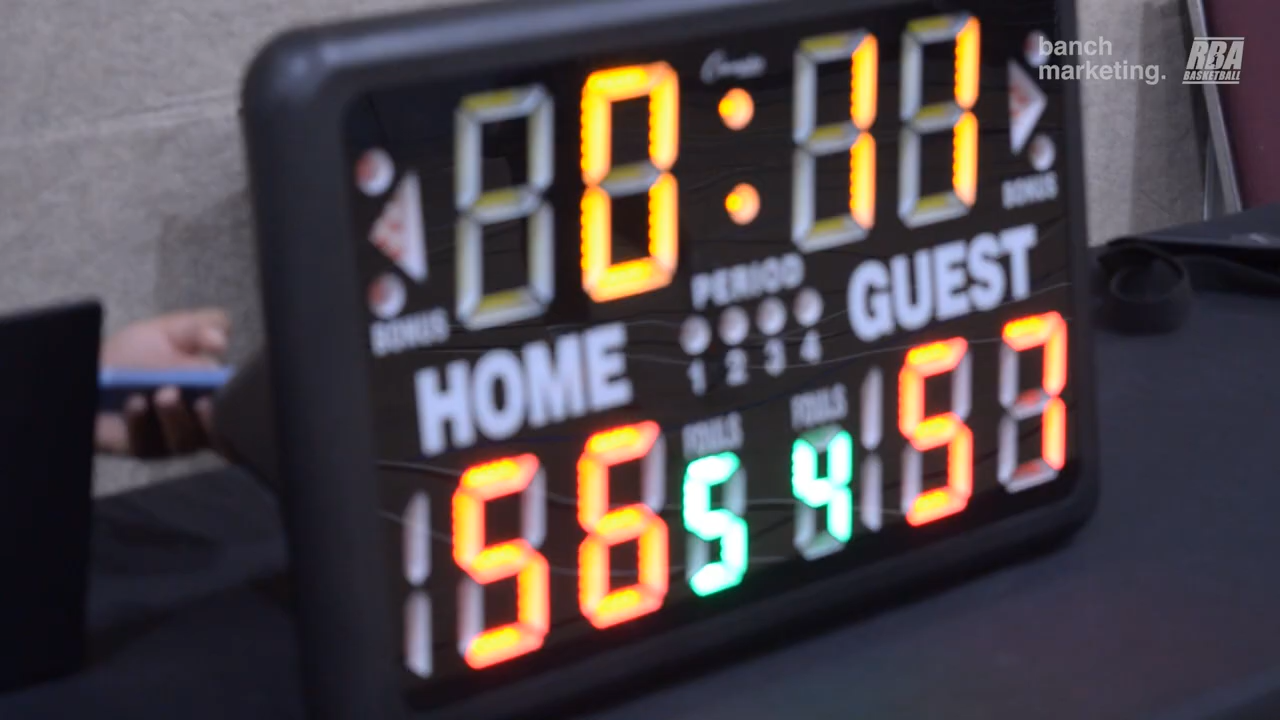 banch
marketing.
RBA
BASKETBALL
0:11
BONUS
PERIOD
1 2 3 4
BONUS
HOME
GUEST
FOULS
FOULS
56
5
4
57